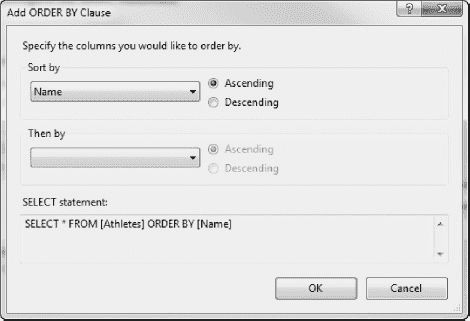 Add ORDER BY Clause
Specify the columns you would like to order by.
Sort by
Name
Ascending
Descending
Then by
Ascending
Descending
SELECT statement:
SELECT * FROM [Athletes] ORDER BY [Name]
OK
Cancel